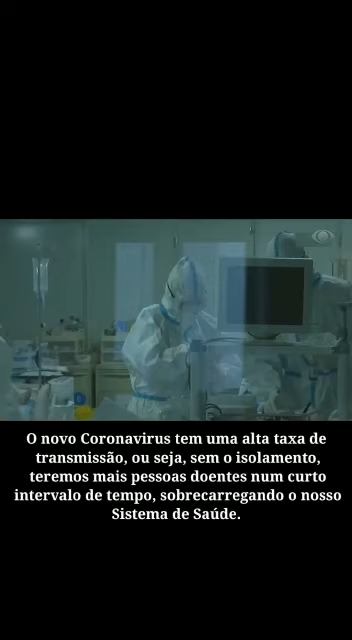 O novo Coronavirus tem uma alta taxa de
transmissão, ou seja, sem o isolamento,
teremos mais pessoas doentes num curto
intervalo de tempo, sobrecarregando o nosso
Sistema de Saúde.